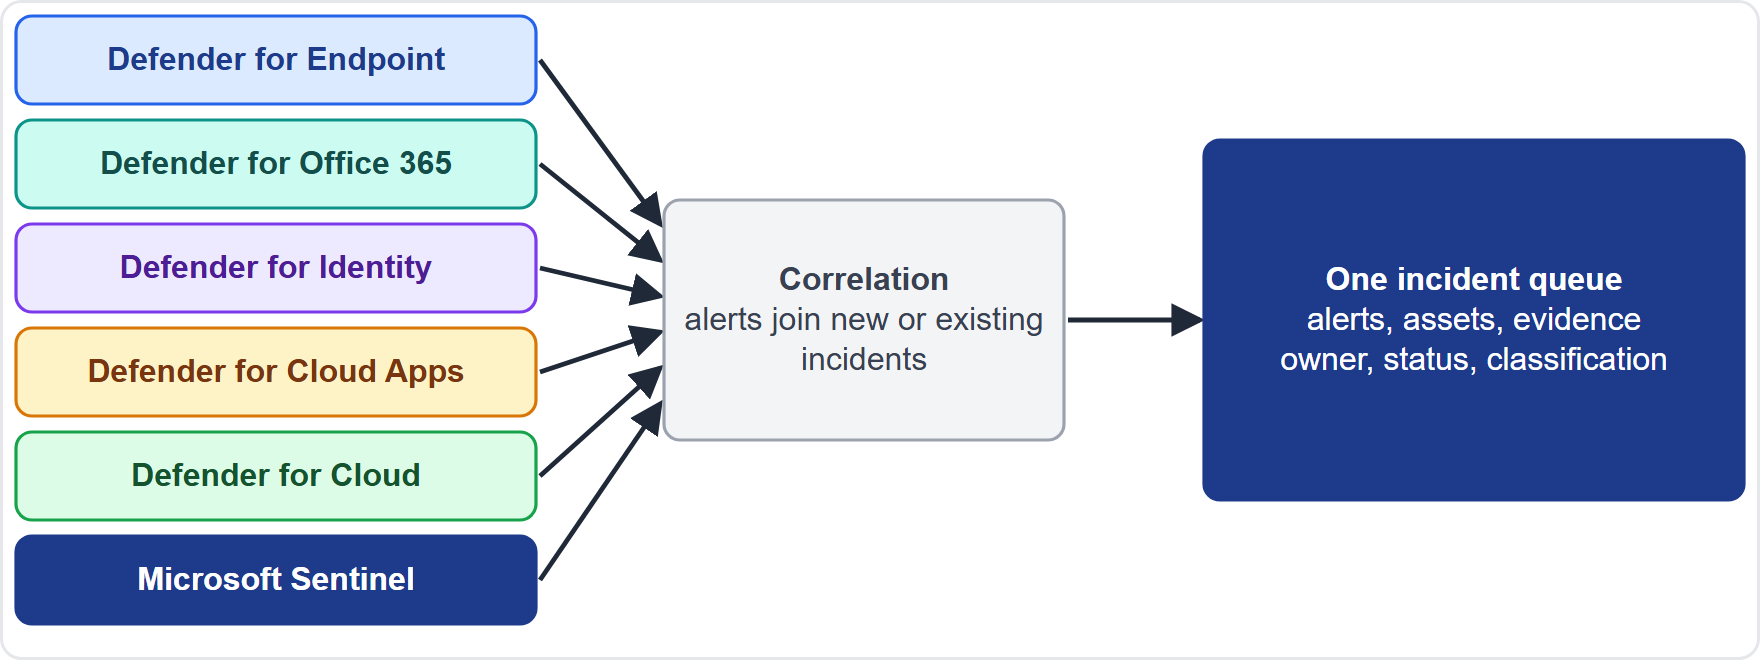 Defender for Endpoint
Defender for Office 365
Defender for Identity
Defender for Cloud Apps
Defender for Cloud
Microsoft Sentinel
Correlation
alerts join new or existing
incidents
One incident queue
alerts, assets, evidence
owner, status, classification